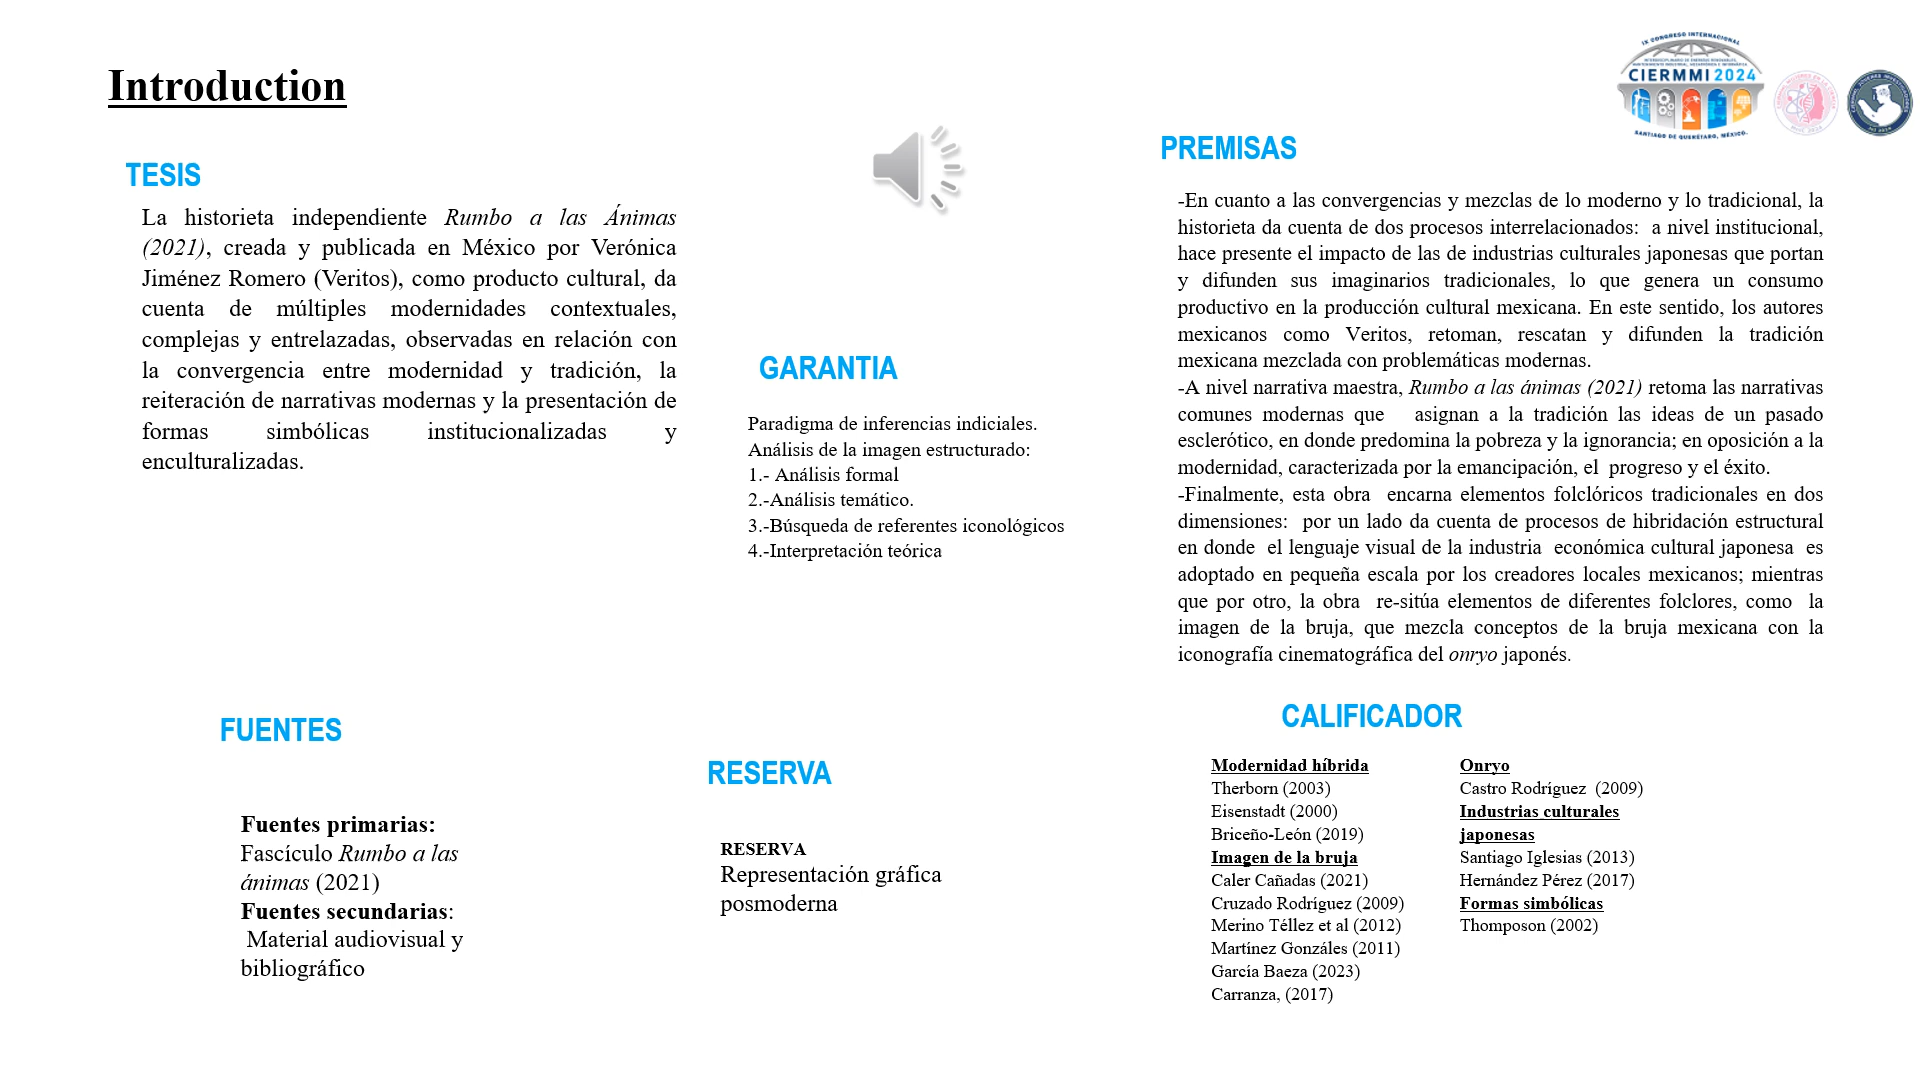 Introduction
IX CONGRESO INTERNACIONAL
INTERDISCIPLINARIO DE ENERGÍAS RENOVABLES,
MANTENIMIENTO INDUSTRIAL, MECATRÓNICA E INFORMÁTICA
CIERMMI 2024
SANTIAGO DE QUERÉTARO, MÉXICO.
TESIS
La historieta independiente Rumbo a las Ánimas
(2021), creada y publicada en México por Verónica
Jiménez Romero (Veritos), como producto cultural, da
cuenta de múltiples modernidades contextuales,
complejas y entrelazadas, observadas en relación con
la convergencia entre modernidad y tradición, la
reiteración de narrativas modernas y la presentación de
formas simbólicas institucionalizadas y
enculturalizadas.
GARANTIA
Paradigma de inferencias indiciales.
Análisis de la imagen estructurado:
1.- Análisis formal
2.-Análisis temático.
3.-Búsqueda de referentes iconológicos
4.-Interpretación teórica
PREMISAS
-En cuanto a las convergencias y mezclas de lo moderno y lo tradicional, la
historieta da cuenta de dos procesos interrelacionados: a nivel institucional,
hace presente el impacto de las de industrias culturales japonesas que portan
y difunden sus imaginarios tradicionales, lo que genera un consumo
productivo en la producción cultural mexicana. En este sentido, los autores
mexicanos como Veritos, retoman, rescatan y difunden la tradición
mexicana mezclada con problemáticas modernas.
-A nivel narrativa maestra, Rumbo a las ánimas (2021) retoma las narrativas
comunes modernas que asignan a la tradición las ideas de un pasado
esclerótico, en donde predomina la pobreza y la ignorancia; en oposición a la
modernidad, caracterizada por la emancipación, el progreso y el éxito.
-Finalmente, esta obra encarna elementos folclóricos tradicionales en dos
dimensiones: por un lado da cuenta de procesos de hibridación estructural
en donde el lenguaje visual de la industria económica cultural japonesa es
adoptado en pequeña escala por los creadores locales mexicanos; mientras
que por otro, la obra re-sitúa elementos de diferentes folclores, como la
imagen de la bruja, que mezcla conceptos de la bruja mexicana con la
iconografía cinematográfica del onryo japonés.
FUENTES
Fuentes primarias:
Fascículo Rumbo a las
ánimas (2021)
Fuentes secundarias:
Material audiovisual y
bibliográfico
RESERVA
RESERVA
Representación gráfica
posmoderna
CALIFICADOR
Modernidad híbrida
Therborn (2003)
Eisenstadt (2000)
Briceño-León (2019)
Imagen de la bruja
Caler Cañadas (2021)
Cruzado Rodríguez (2009)
Merino Téllez et al (2012)
Martínez Gonzáles (2011)
García Baeza (2023)
Carranza, (2017)
Onryo
Castro Rodríguez (2009)
Industrias culturales
japonesas
Santiago Iglesias (2013)
Hernández Pérez (2017)
Formas simbólicas
Thomposon (2002)